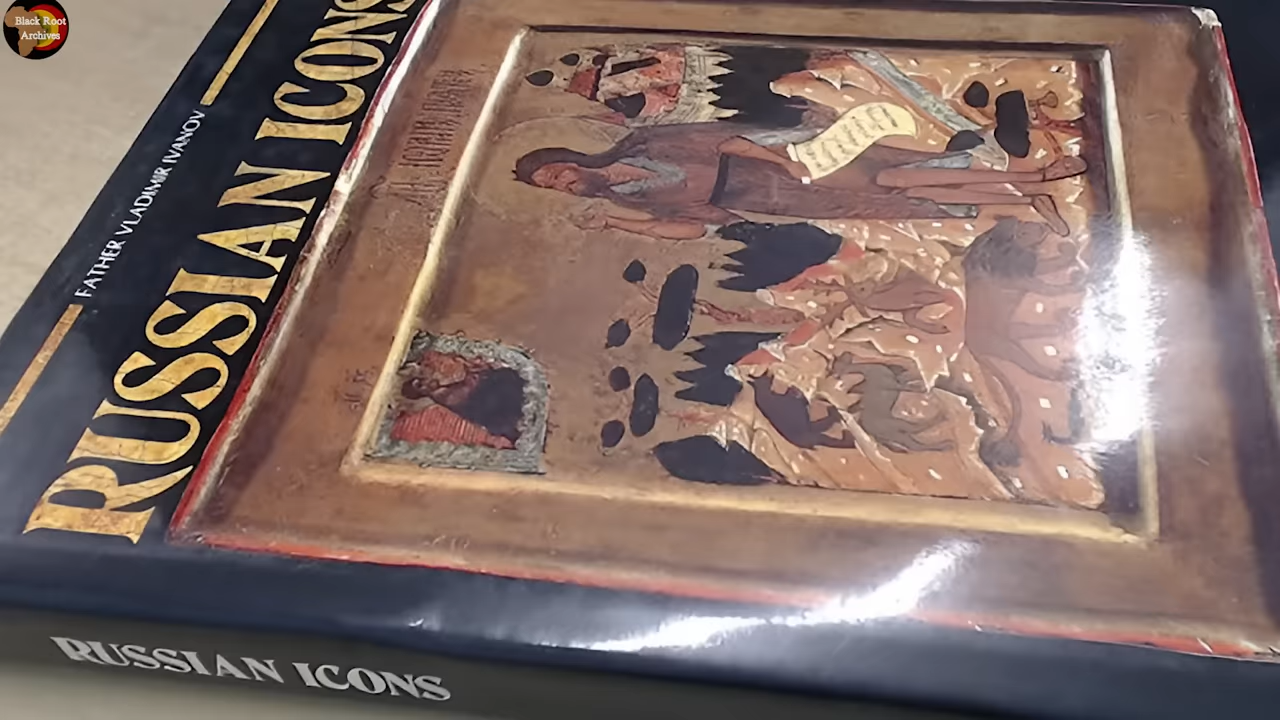 Black Root
Archives
FATHER VLADIMIR IVANOV
RUSSIAN ICONS
RUSSIAN ICONS